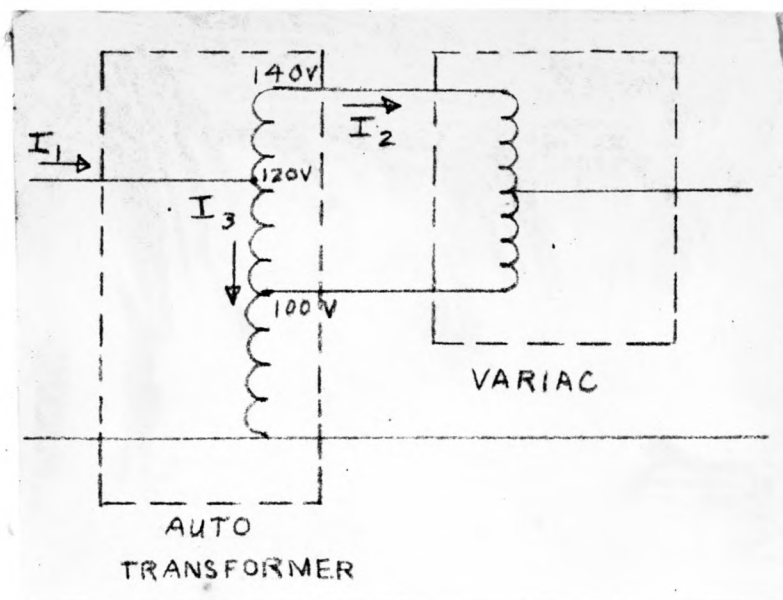 140V
I₂
I₁
120V
I₃
100V
VARIAC
AUTO
TRANSFORMER